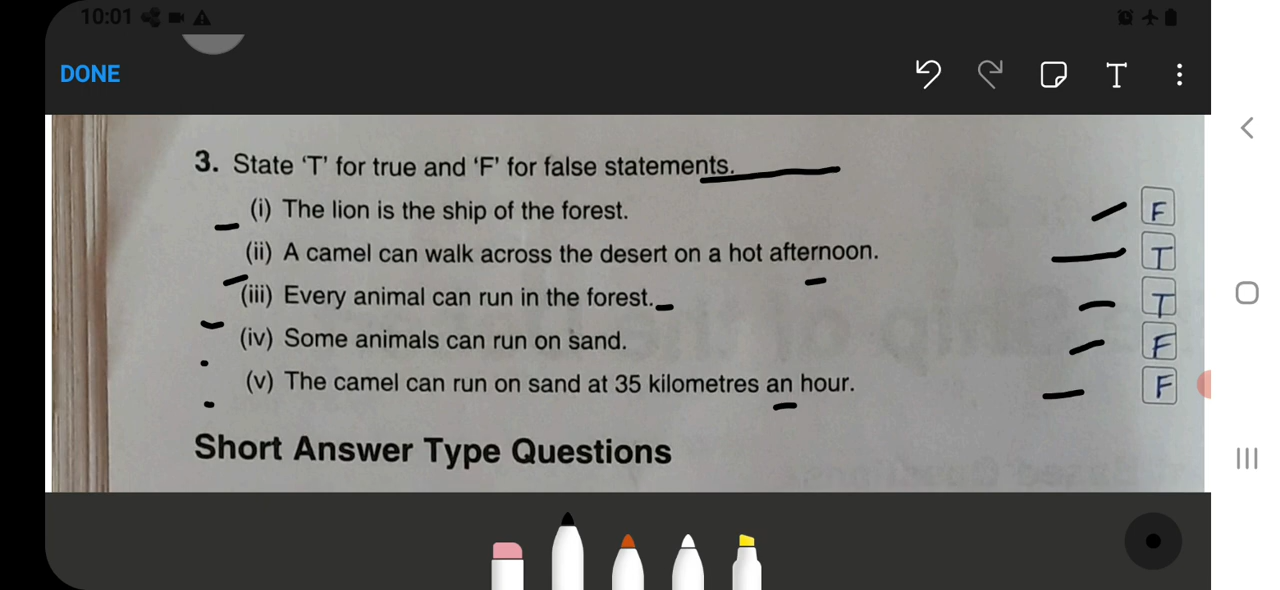 10:01
DONE
T
3. State ‘T’ for true and ‘F’ for false statements.
(i) The lion is the ship of the forest. F
(ii) A camel can walk across the desert on a hot afternoon. T
(iii) Every animal can run in the forest. T
(iv) Some animals can run on sand. F
(v) The camel can run on sand at 35 kilometres an hour. F
Short Answer Type Questions